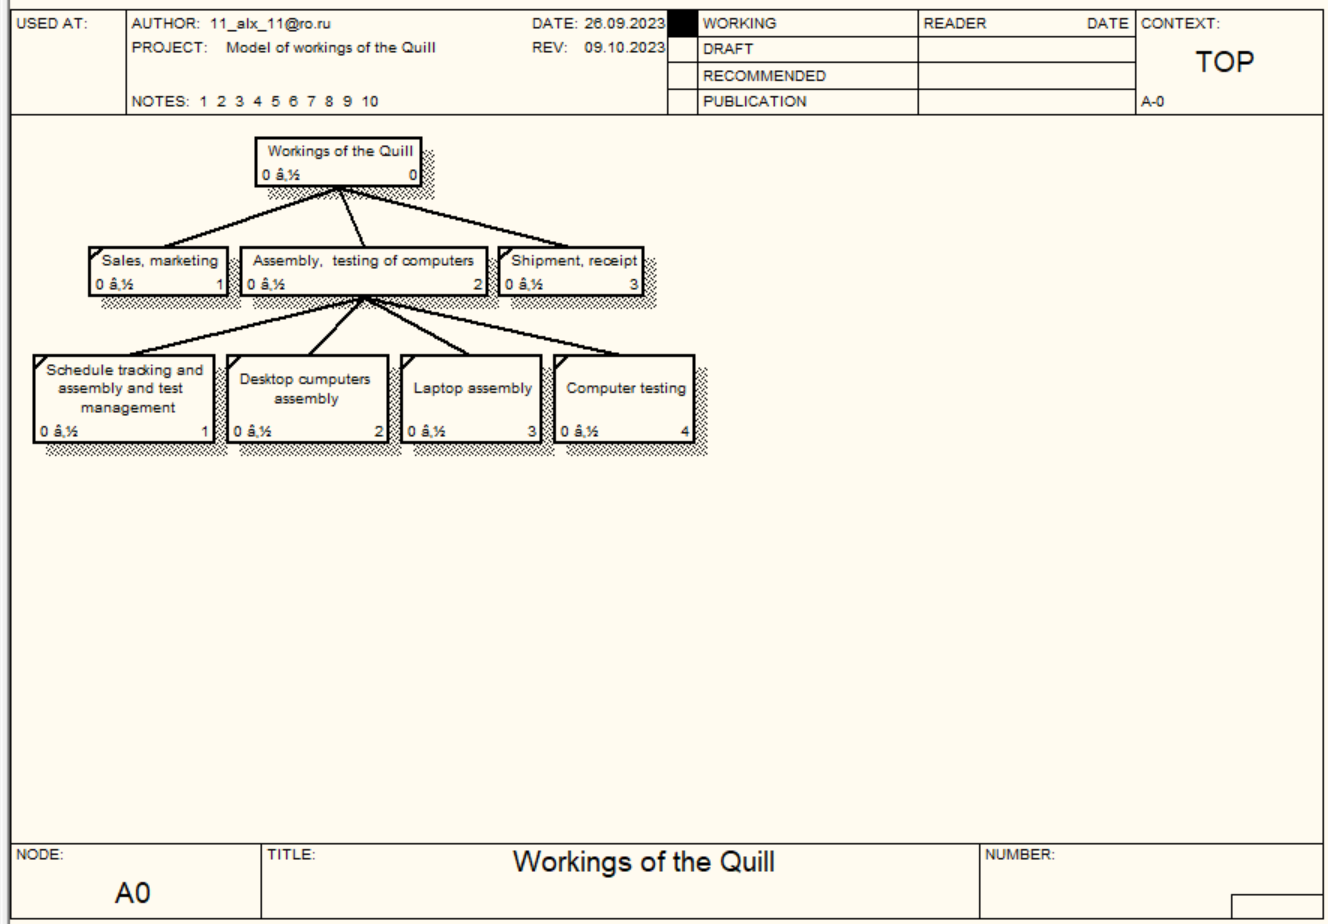 USED AT:
AUTHOR: 11_alx_11@ro.ru
DATE: 26.09.2023
WORKING
READER
DATE
CONTEXT:
PROJECT: Model of workings of the Quill
REV: 09.10.2023
DRAFT
TOP
RECOMMENDED
NOTES: 1 2 3 4 5 6 7 8 9 10
PUBLICATION
A-0
Workings of the Quill
0 â‚½
0
Sales, marketing
0 â‚½
1
Assembly, testing of computers
0 â‚½
2
Shipment, receipt
0 â‚½
3
Schedule tracking and
assembly and test
management
0 â‚½
1
Desktop cumputers
assembly
0 â‚½
2
Laptop assembly
0 â‚½
3
Computer testing
0 â‚½
4
NODE:
A0
TITLE:
Workings of the Quill
NUMBER: